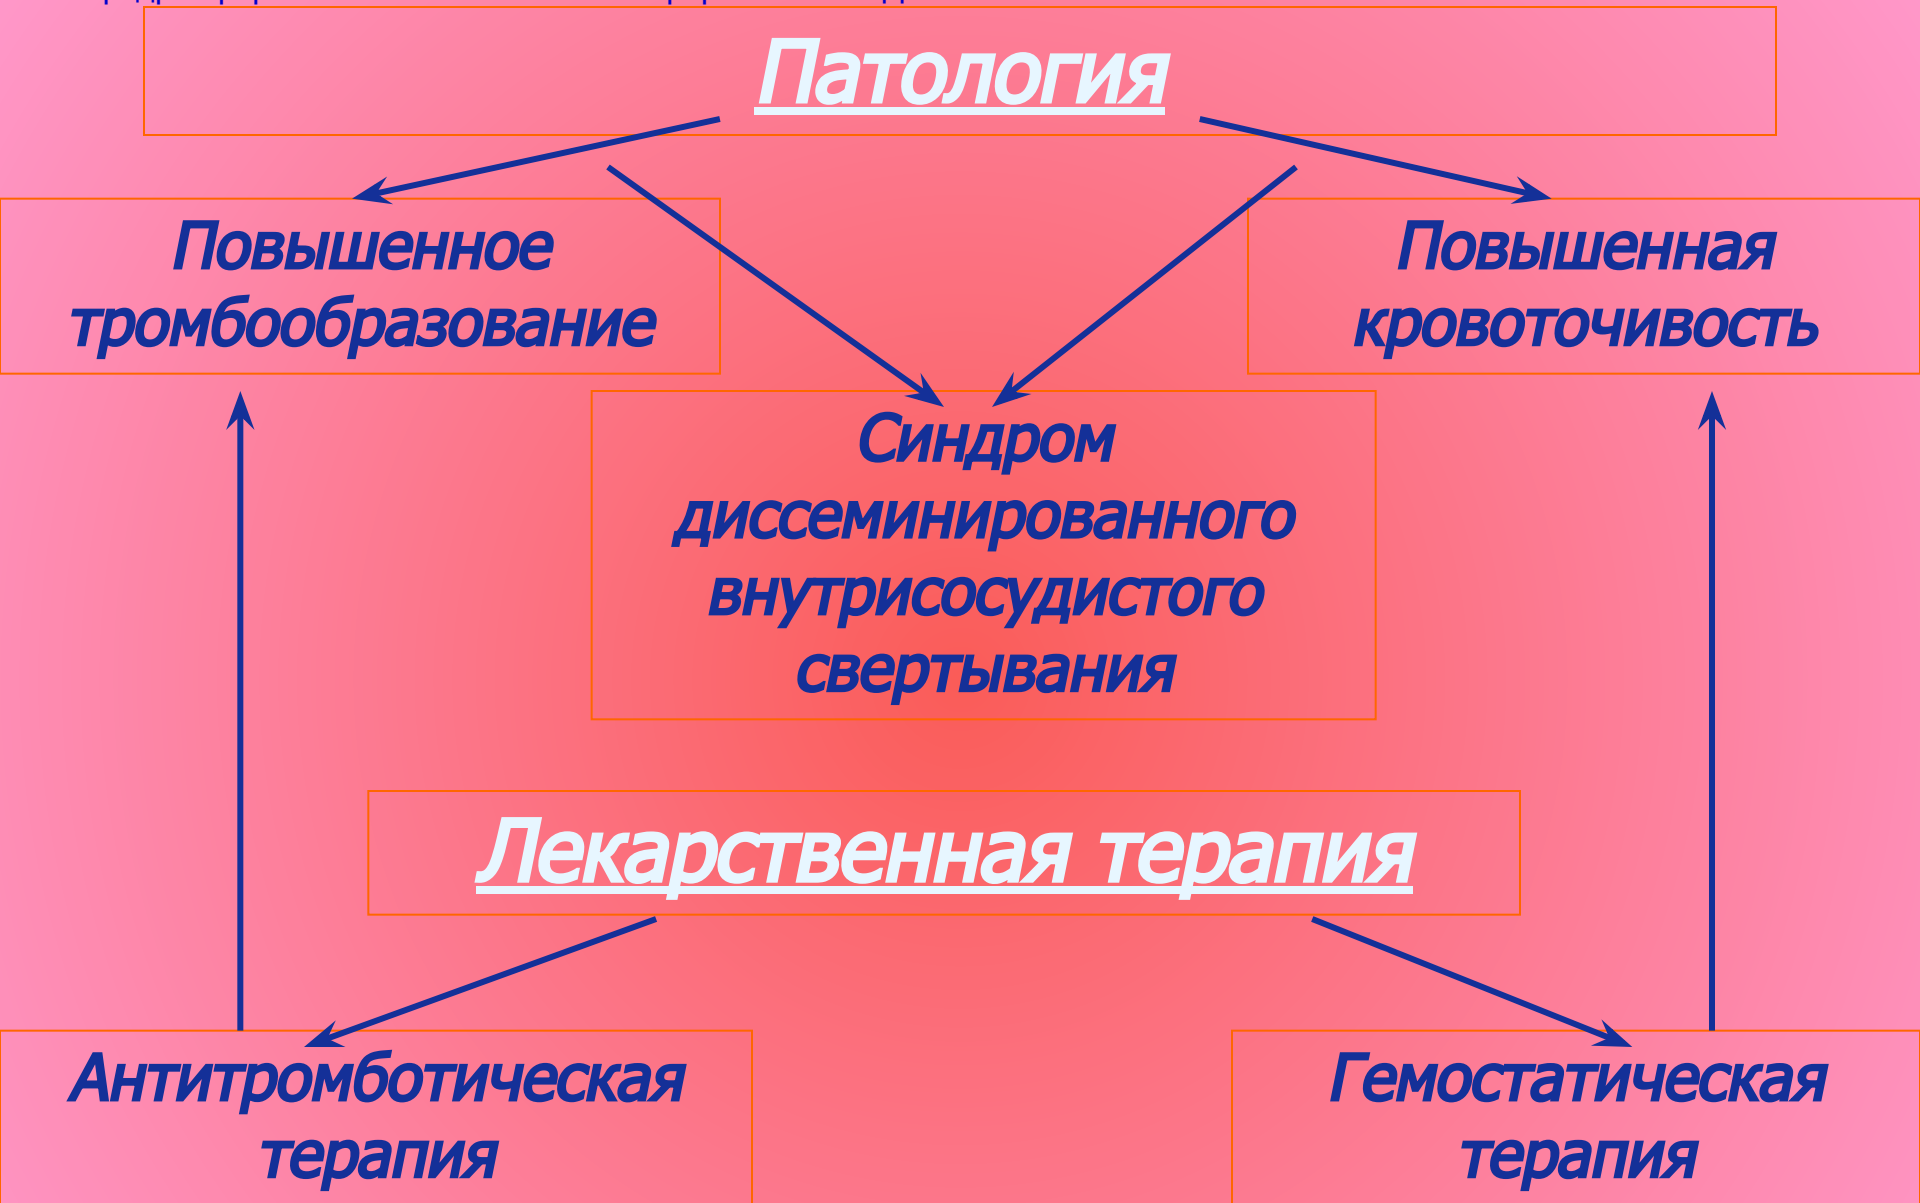 Патология
Повышенное
тромбообразование
Повышенная
кровоточивость
Синдром
диссеминированного
внутрисосудистого
свертывания
Лекарственная терапия
Антитромботическая
терапия
Гемостатическая
терапия